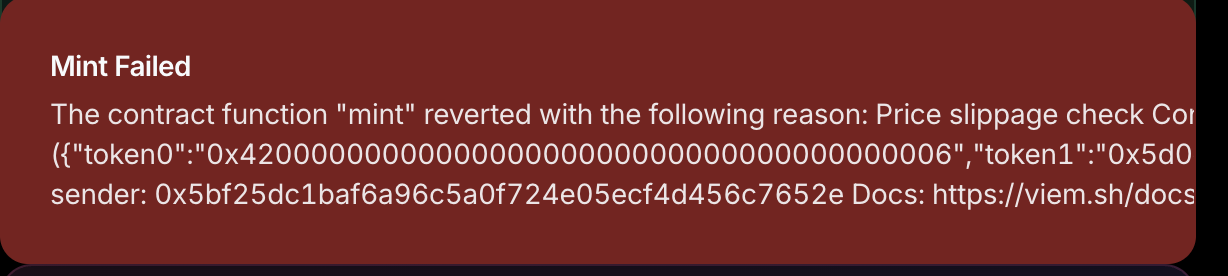 Mint Failed
The contract function "mint" reverted with the following reason: Price slippage check
({"token0":"0x4200000000000000000000000000000000000006","token1":"0x5d0
sender: 0x5bf25dc1baf6a96c5a0f724e05ecf4d456c7652e Docs: https://viem.sh/docs